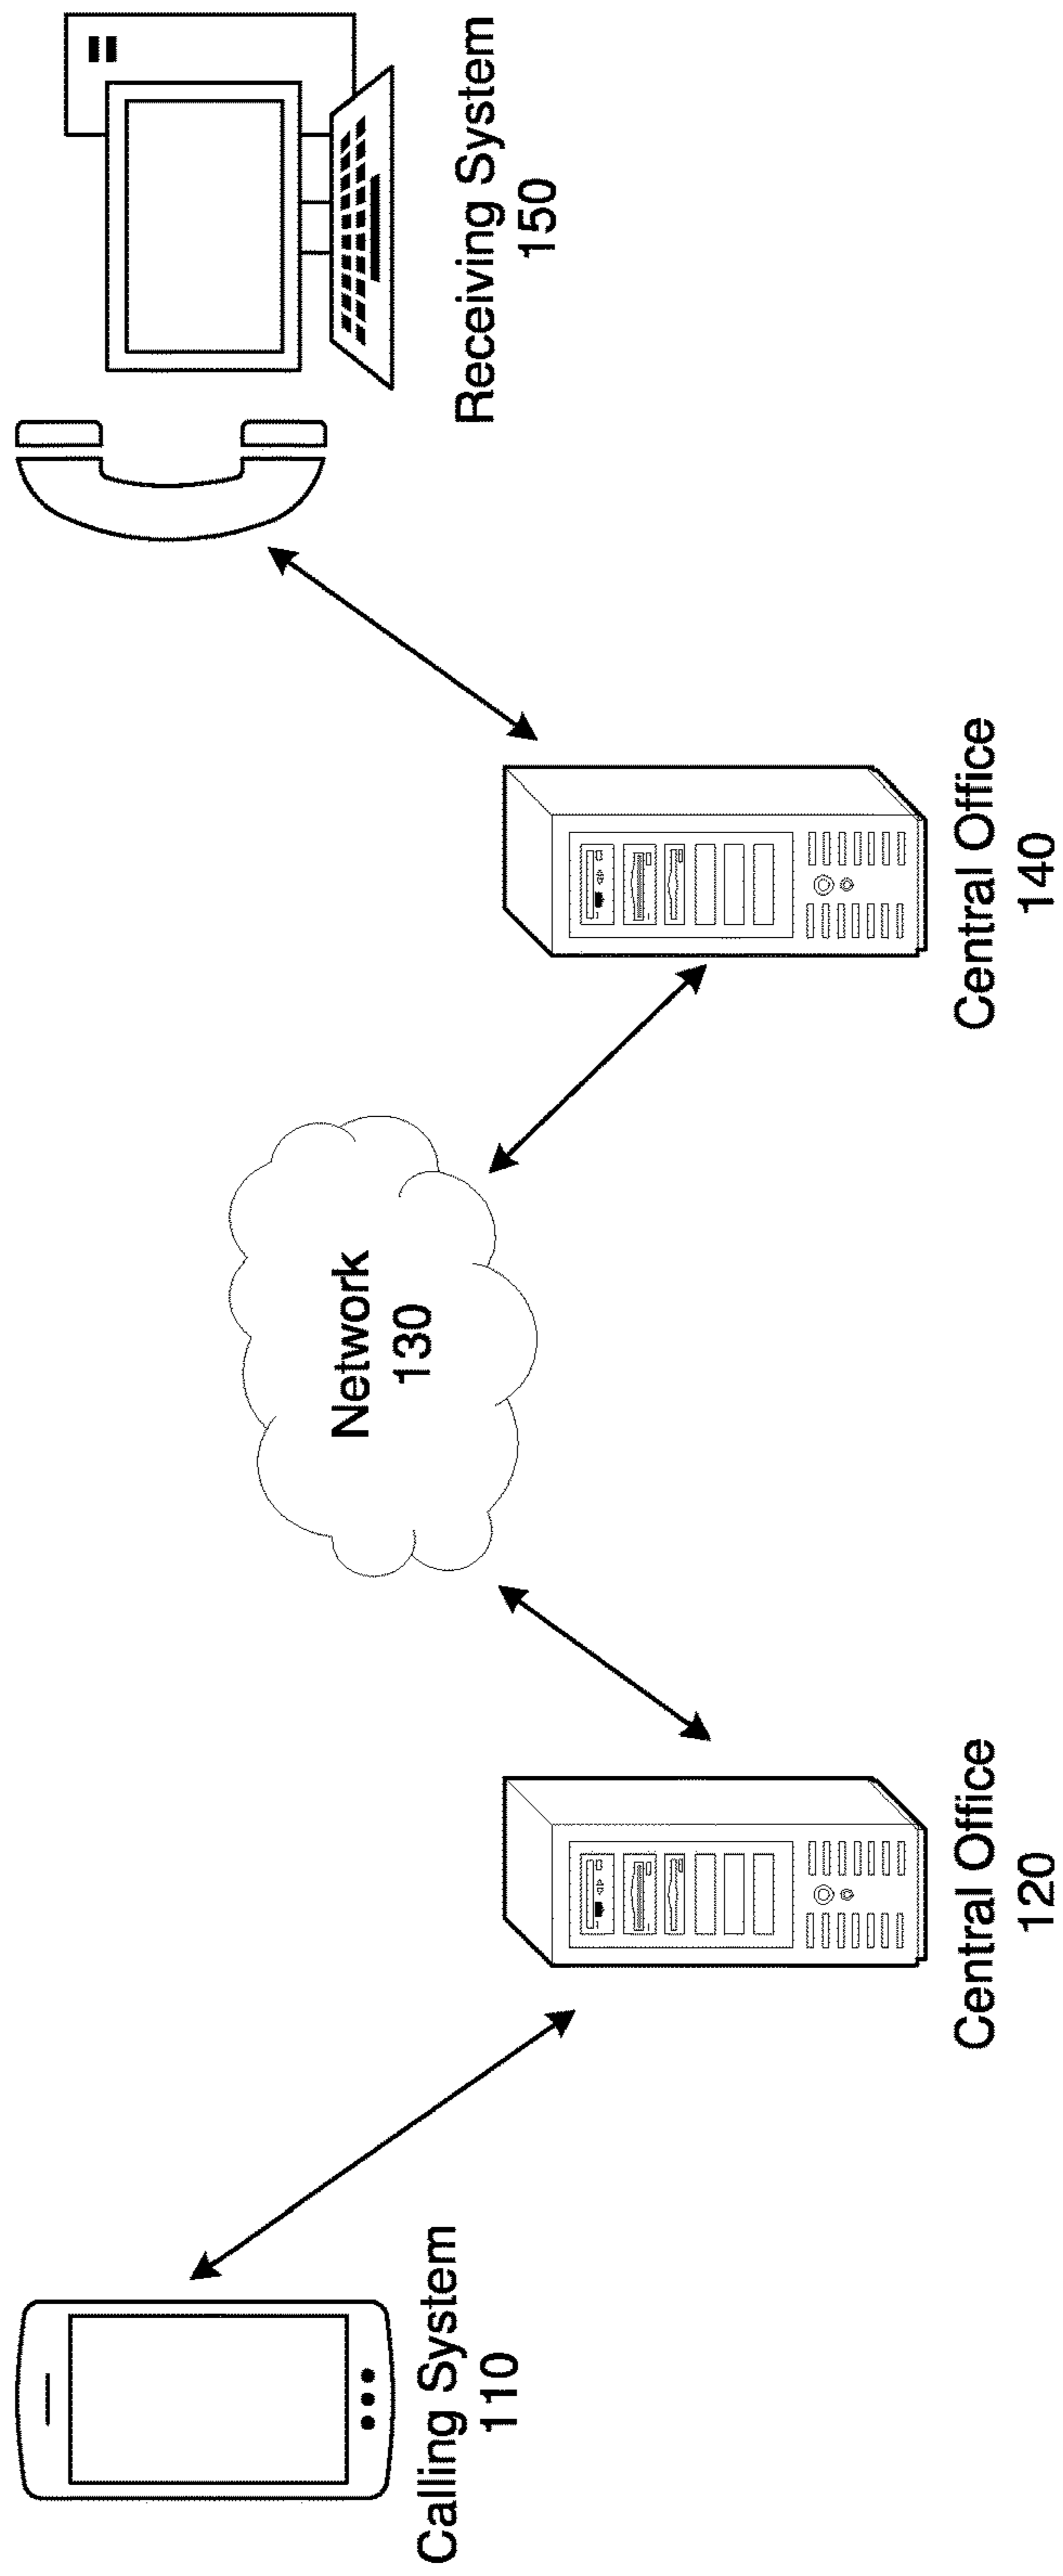 Calling System
110
Central Office
120
Network
130
Central Office
140
Receiving System
150